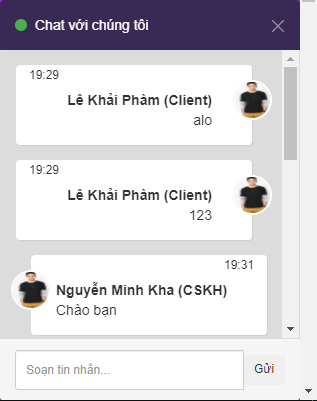 Chat với chúng tôi
19:29
Lê Khải Phàm (Client)
alo
19:29
Lê Khải Phàm (Client)
123
19:31
Nguyễn Minh Kha (CSKH)
Chào bạn
Soạn tin nhắn...
Gửi